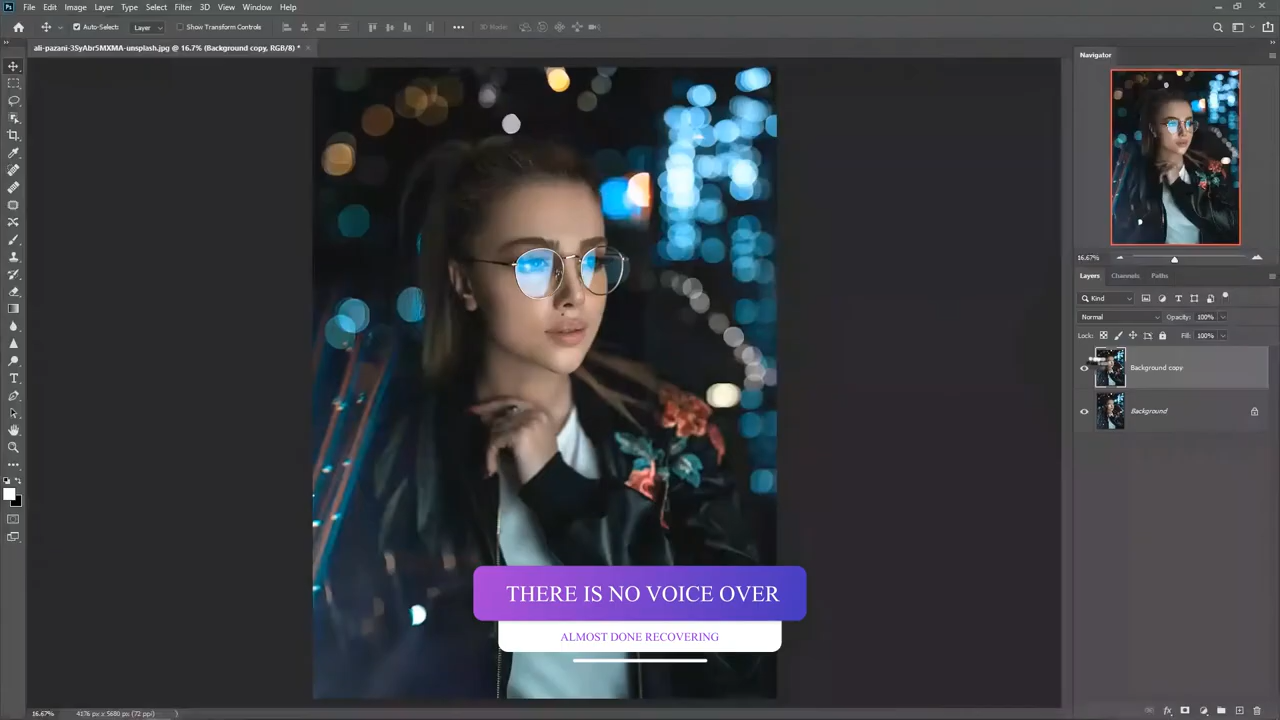 Ps File Edit Image Layer Type Select Filter 3D View Window Help
Auto-Select: Layer Show Transform Controls 3D Mode:
ali-pazani-3SyAbr5MXMA-unsplash.jpg @ 16.7% (Background copy, RGB/8) *
Navigator
16.67%
Layers Channels Paths
Kind
Normal Opacity: 100%
Lock: Fill: 100%
Background copy
Background
THERE IS NO VOICE OVER
ALMOST DONE RECOVERING
16.67% 4176 px x 5680 px (72 ppi)